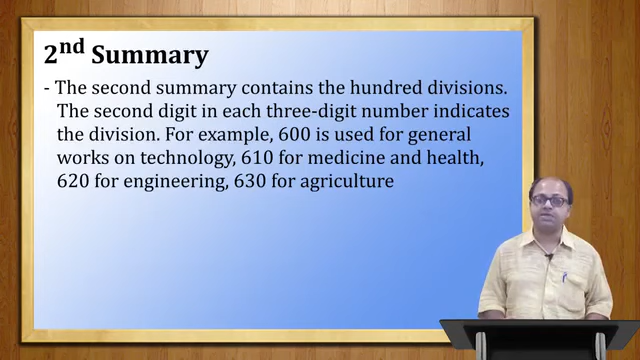 2nd Summary
- The second summary contains the hundred divisions.
The second digit in each three-digit number indicates
the division. For example, 600 is used for general
works on technology, 610 for medicine and health,
620 for engineering, 630 for agriculture